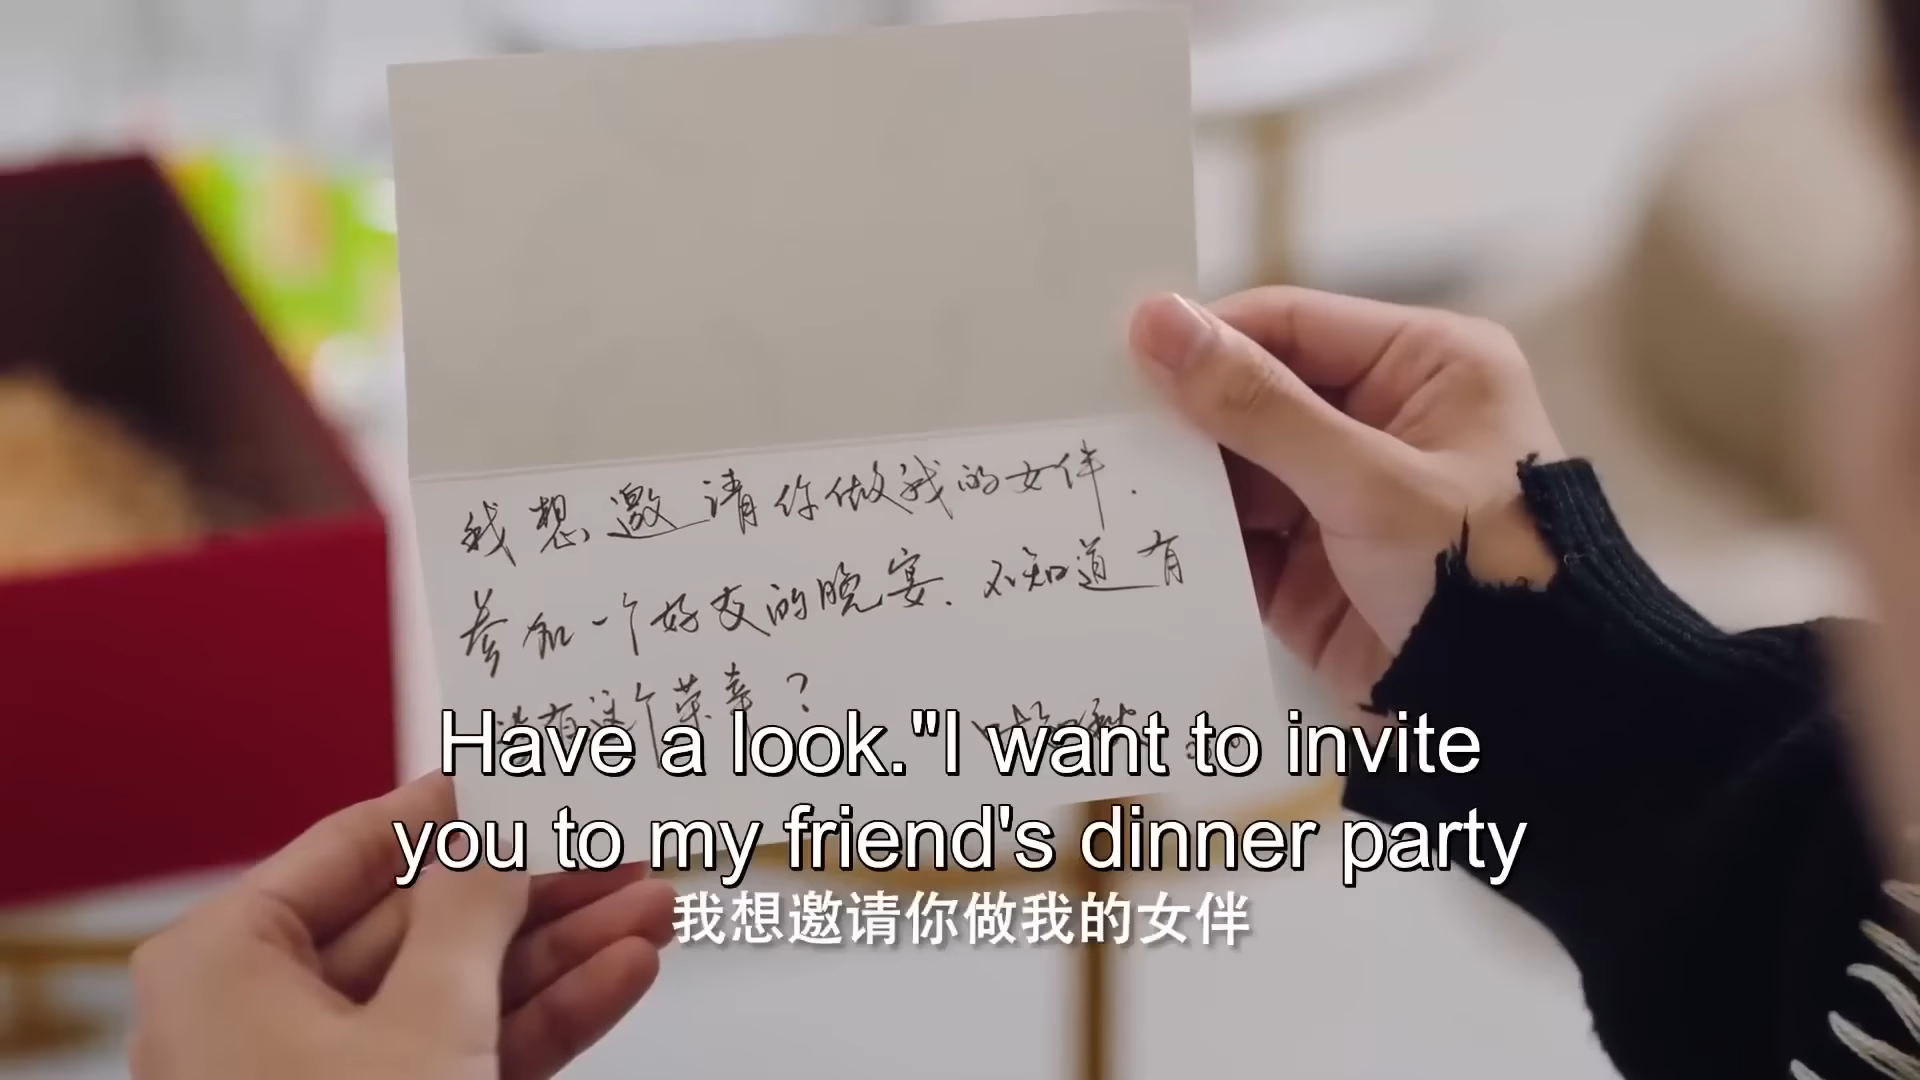 我想邀请你做我的女伴.
参加一个好友的晚宴.不知道有
没有这个荣幸?
Have a look."I want to invite
you to my friend's dinner party
我想邀请你做我的女伴